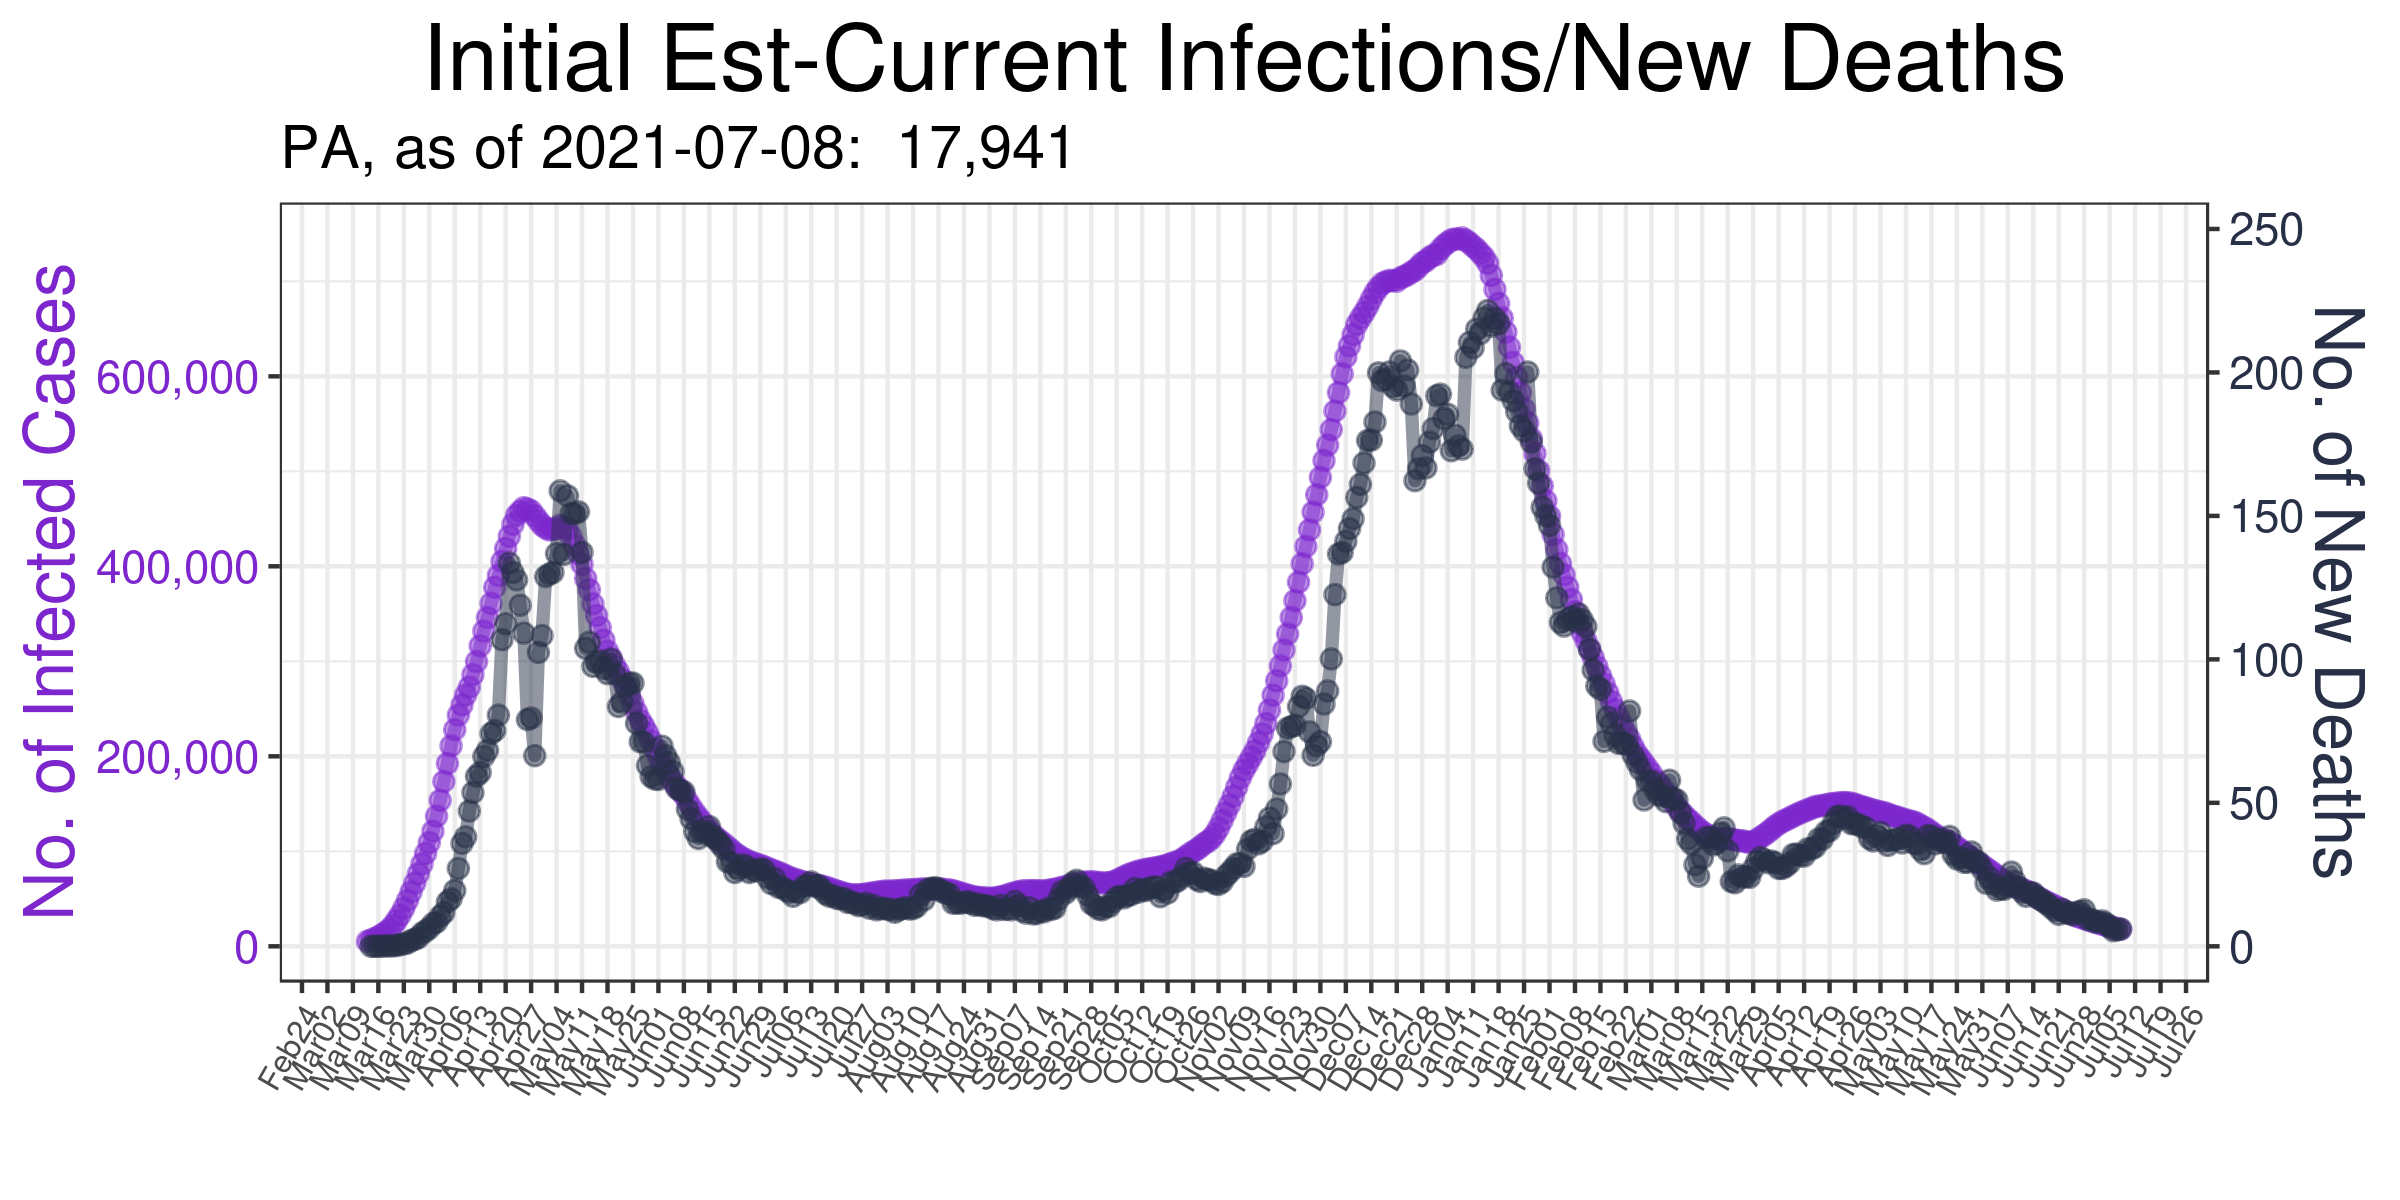 Initial Est-Current Infections/New Deaths
PA, as of 2021-07-08:  17,941
No. of Infected Cases
600,000
400,000
200,000
0
250
200
150
100
50
0
No. of New Deaths
Feb24
Mar02
Mar09
Mar16
Mar23
Mar30
Apr06
Apr13
Apr20
Apr27
May04
May11
May18
May25
Jun01
Jun08
Jun15
Jun22
Jun29
Jul06
Jul13
Jul20
Jul27
Aug03
Aug10
Aug17
Aug24
Aug31
Sep07
Sep14
Sep21
Sep28
Oct05
Oct12
Oct19
Oct26
Nov02
Nov09
Nov16
Nov23
Nov30
Dec07
Dec14
Dec21
Dec28
Jan04
Jan11
Jan18
Jan25
Feb01
Feb08
Feb15
Feb22
Mar01
Mar08
Mar15
Mar22
Mar29
Apr05
Apr12
Apr19
Apr26
May03
May10
May17
May24
May31
Jun07
Jun14
Jun21
Jun28
Jul05
Jul12
Jul19
Jul26